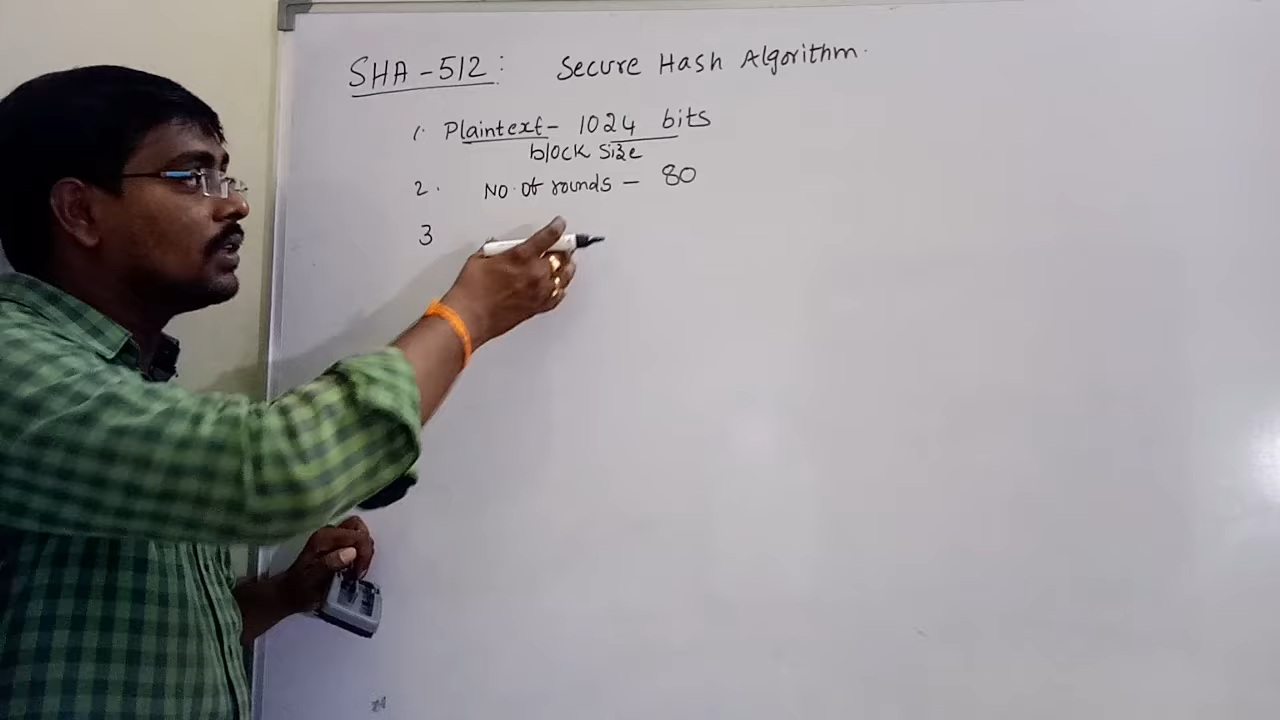 SHA-512: Secure Hash Algorithm.
1. Plaintext - 1024 bits
block size
2. No. of rounds - 80
3